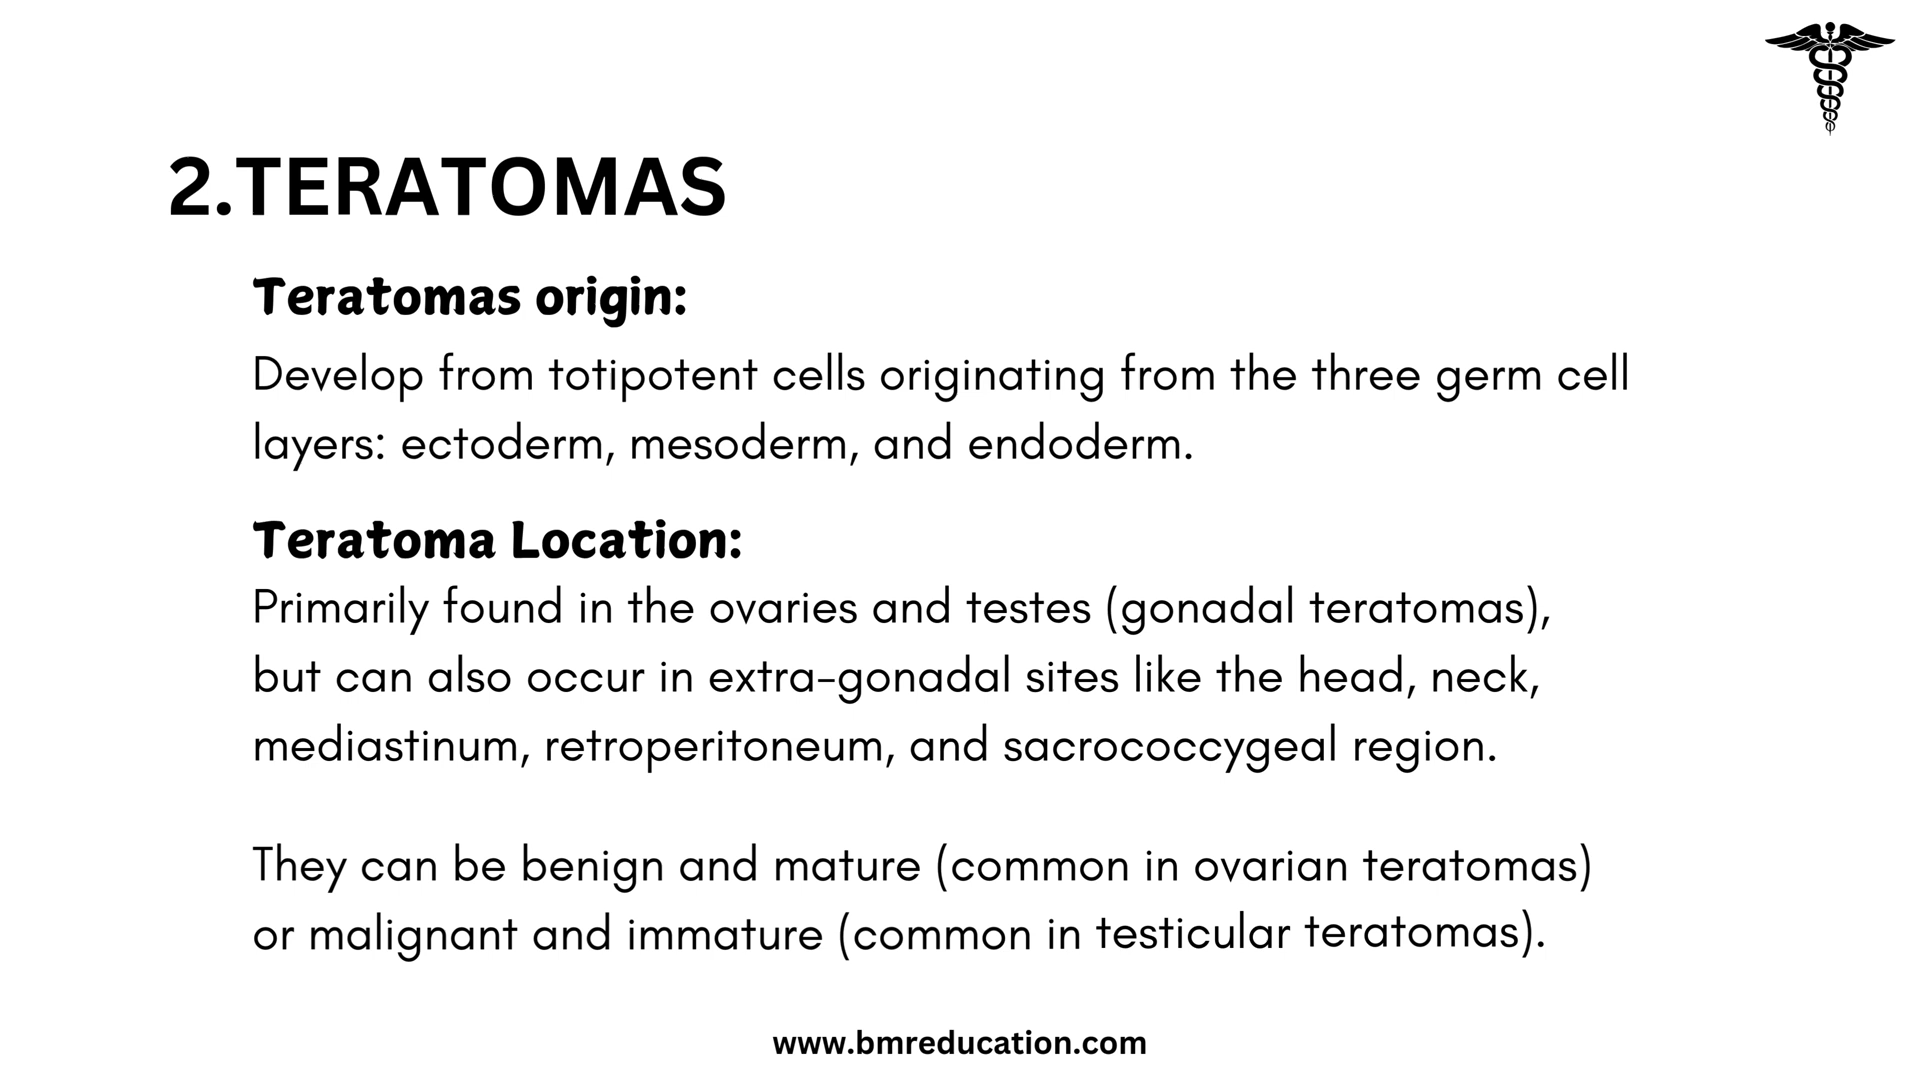 2.TERATOMAS
Teratomas origin:
Develop from totipotent cells originating from the three germ cell
layers: ectoderm, mesoderm, and endoderm.
Teratoma Location:
Primarily found in the ovaries and testes (gonadal teratomas),
but can also occur in extra-gonadal sites like the head, neck,
mediastinum, retroperitoneum, and sacrococcygeal region.
They can be benign and mature (common in ovarian teratomas)
or malignant and immature (common in testicular teratomas).
www.bmreducation.com